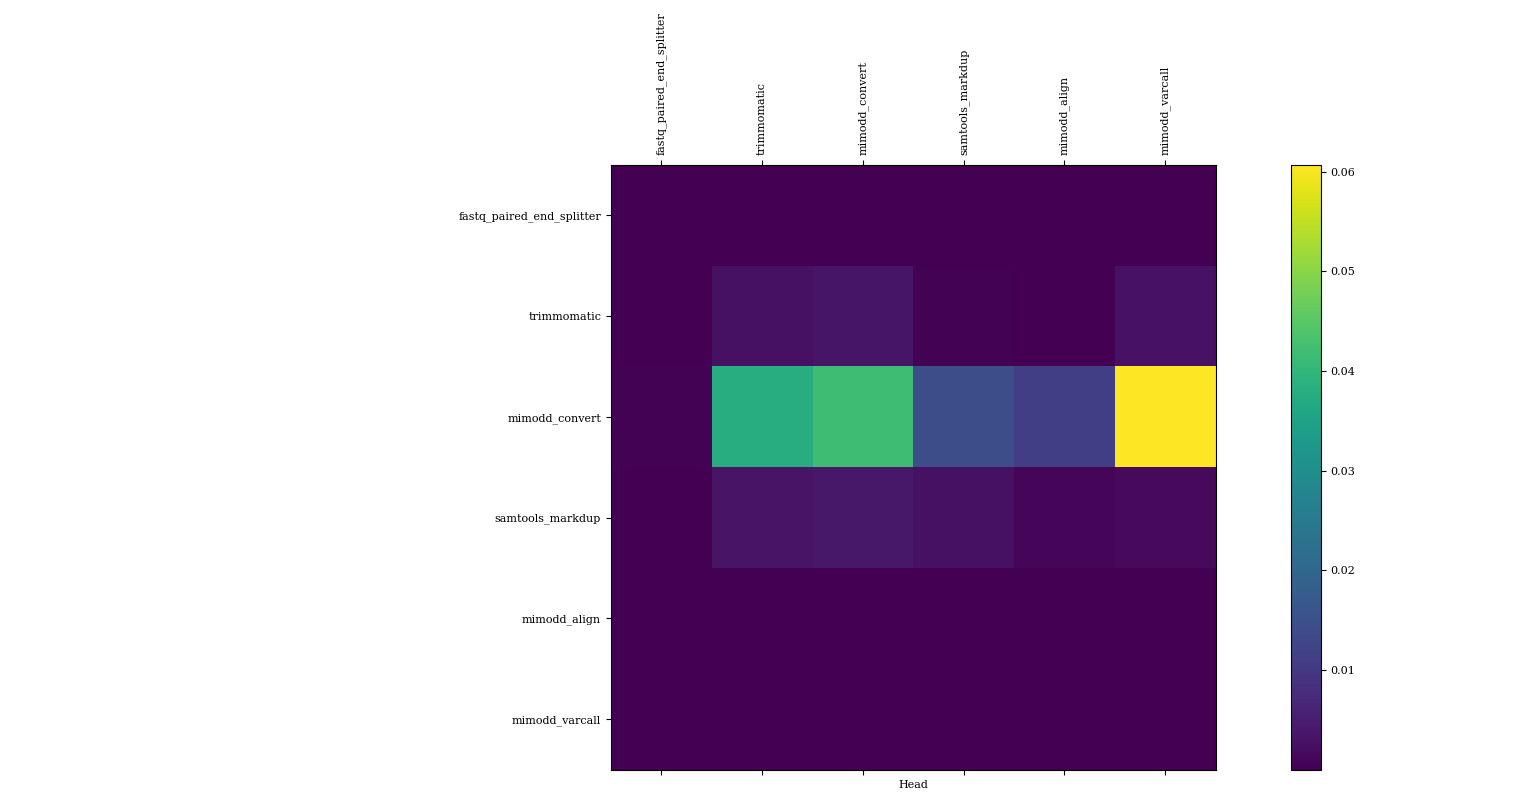 fastq_paired_end_splitter
trimmomatic
mimodd_convert
samtools_markdup
mimodd_align
mimodd_varcall
fastq_paired_end_splitter
trimmomatic
mimodd_convert
samtools_markdup
mimodd_align
mimodd_varcall
Head
0.06
0.05
0.04
0.03
0.02
0.01